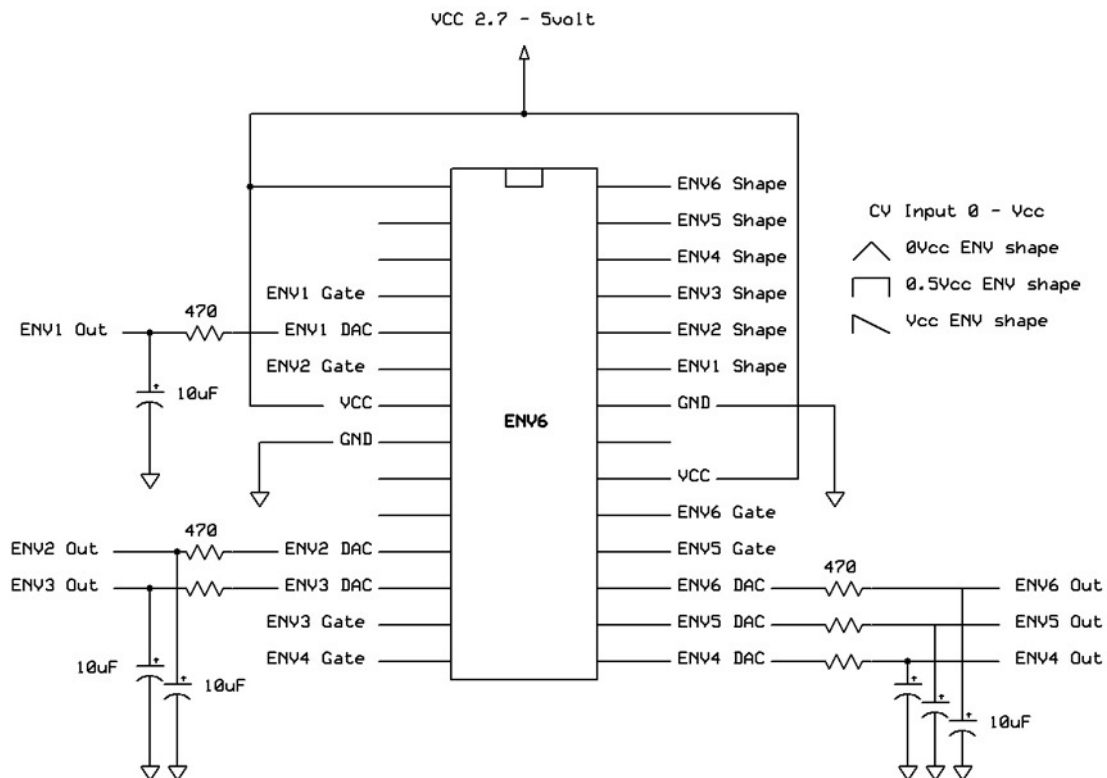 VCC 2.7 - 5volt
ENV6 Shape
ENV5 Shape
ENV4 Shape
ENV3 Shape
ENV2 Shape
ENV1 Shape
GND
VCC
ENV6 Gate
ENV5 Gate
ENV6 DAC
ENV5 DAC
ENV4 DAC
CV Input 0 - Vcc
0Vcc ENV shape
0.5Vcc ENV shape
Vcc ENV shape
ENV1 Gate
470
ENV1 Out
ENV1 DAC
ENV2 Gate
10uF
VCC
GND
ENV6
470
ENV2 Out
ENV2 DAC
ENV3 Out
ENV3 DAC
ENV3 Gate
ENV4 Gate
10uF
10uF
470
ENV6 Out
ENV5 Out
ENV4 Out
10uF